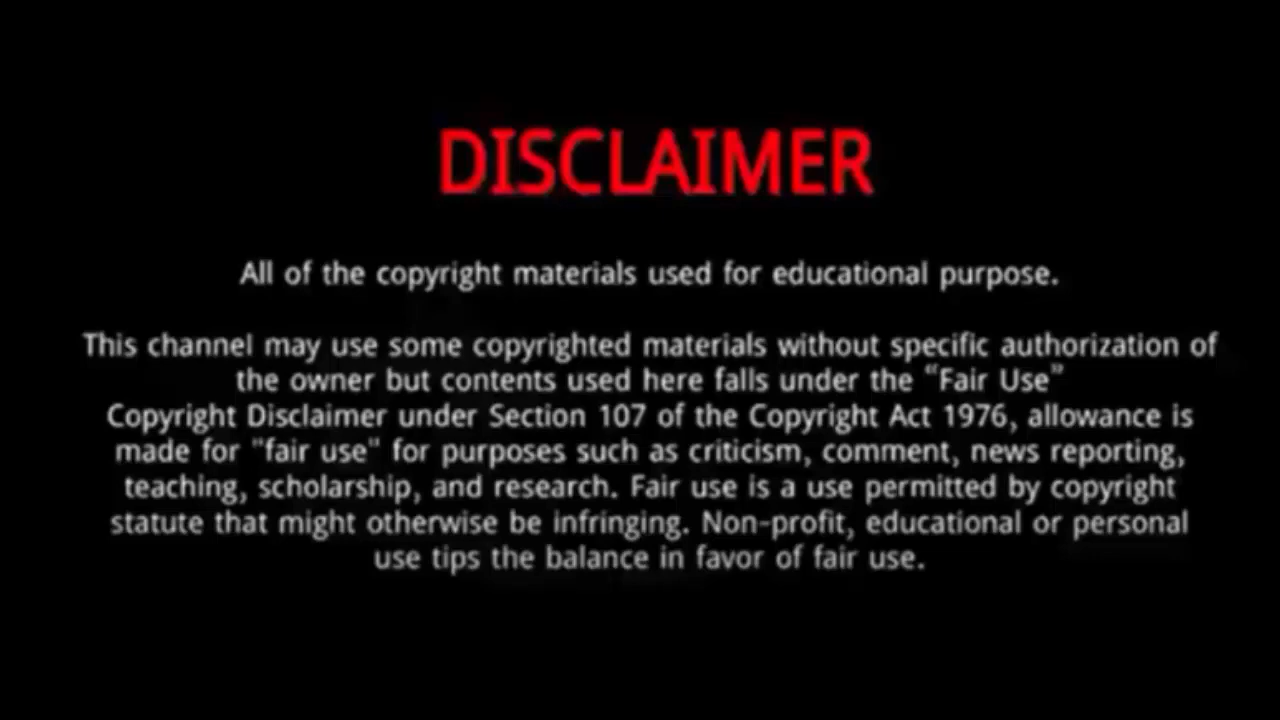 DISCLAIMER
All of the copyright materials used for educational purpose.
This channel may use some copyrighted materials without specific authorization of
the owner but contents used here falls under the “Fair Use”
Copyright Disclaimer under Section 107 of the Copyright Act 1976, allowance is
made for "fair use" for purposes such as criticism, comment, news reporting,
teaching, scholarship, and research. Fair use is a use permitted by copyright
statute that might otherwise be infringing. Non-profit, educational or personal
use tips the balance in favor of fair use.